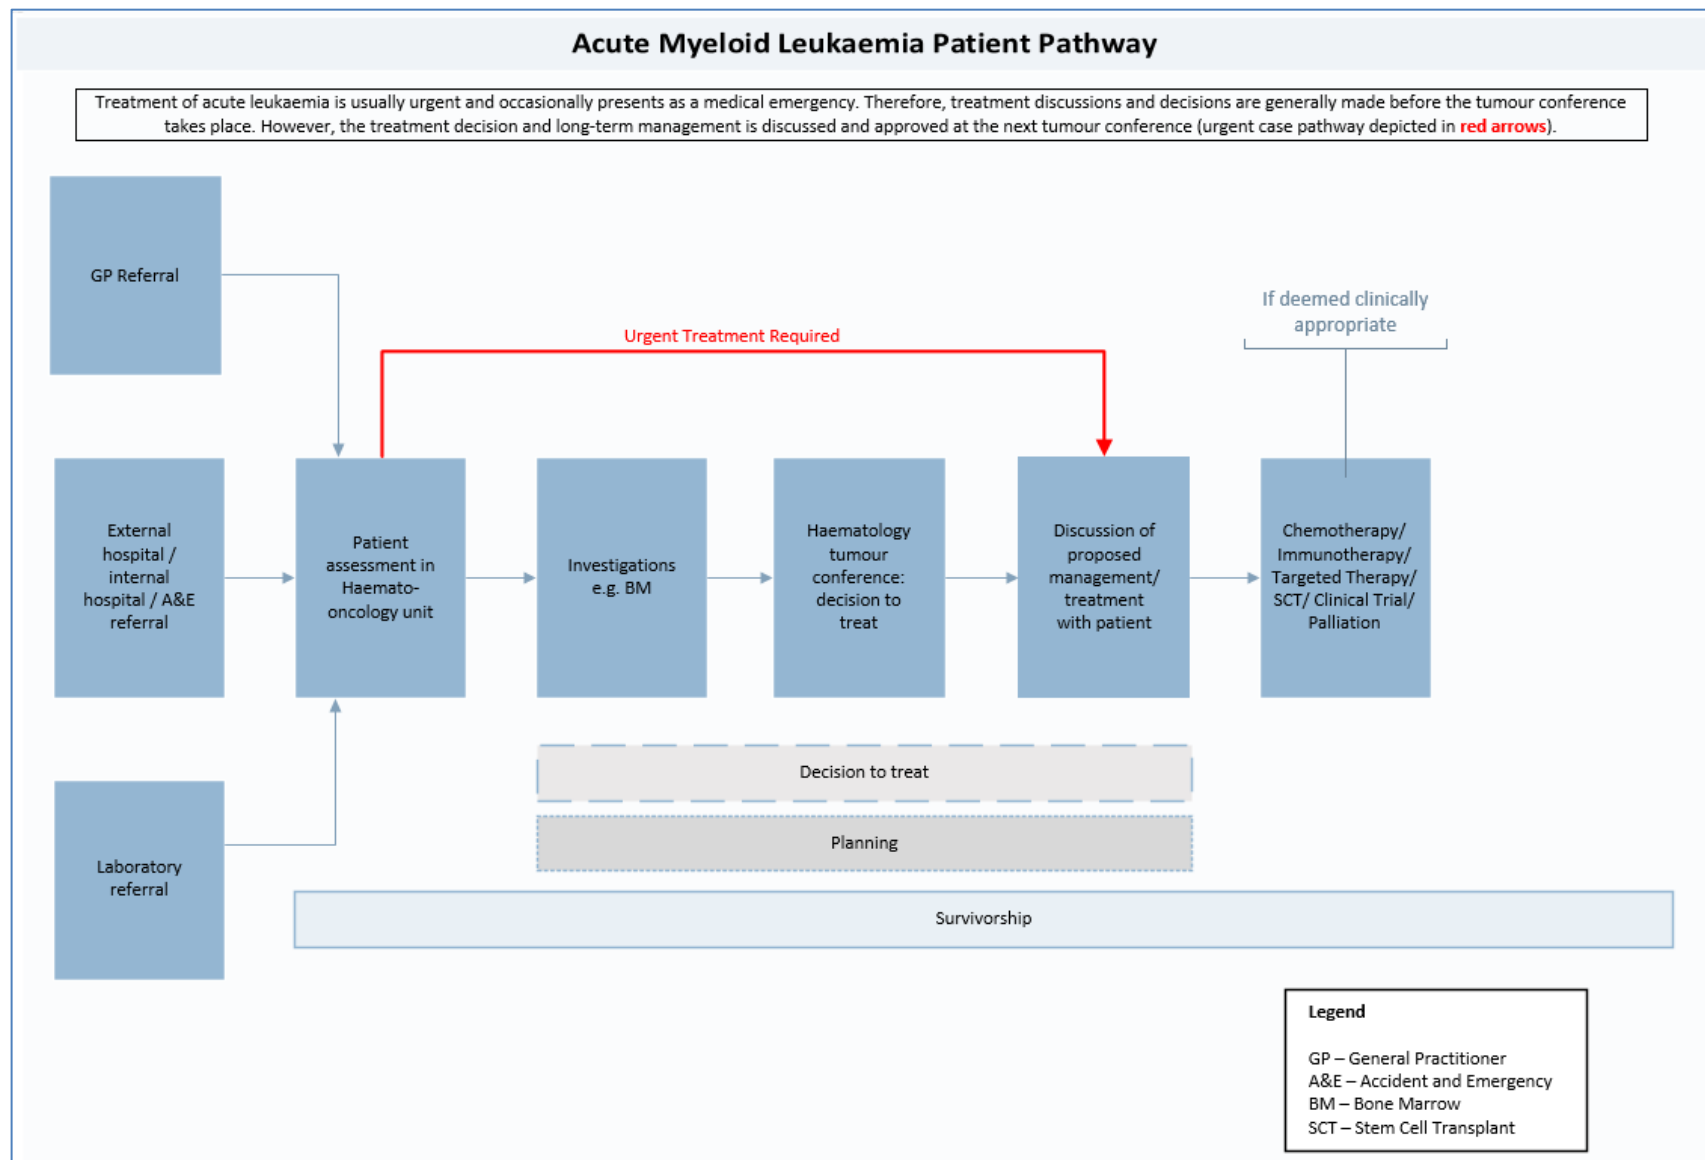 Acute Myeloid Leukaemia Patient Pathway
Treatment of acute leukaemia is usually urgent and occasionally presents as a medical emergency. Therefore, treatment discussions and decisions are generally made before the tumour conference
takes place. However, the treatment decision and long-term management is discussed and approved at the next tumour conference (urgent case pathway depicted in red arrows).
GP Referral
If deemed clinically
appropriate
Urgent Treatment Required
External
hospital /
internal
hospital / A&E
referral
Patient
assessment in
Haemato-
oncology unit
Investigations
e.g. BM
Haematology
tumour
conference:
decision to
treat
Discussion of
proposed
management/
treatment
with patient
Chemotherapy/
Immunotherapy/
Targeted Therapy/
SCT/ Clinical Trial/
Palliation
Decision to treat
Planning
Laboratory
referral
Survivorship
Legend
GP – General Practitioner
A&E – Accident and Emergency
BM – Bone Marrow
SCT – Stem Cell Transplant